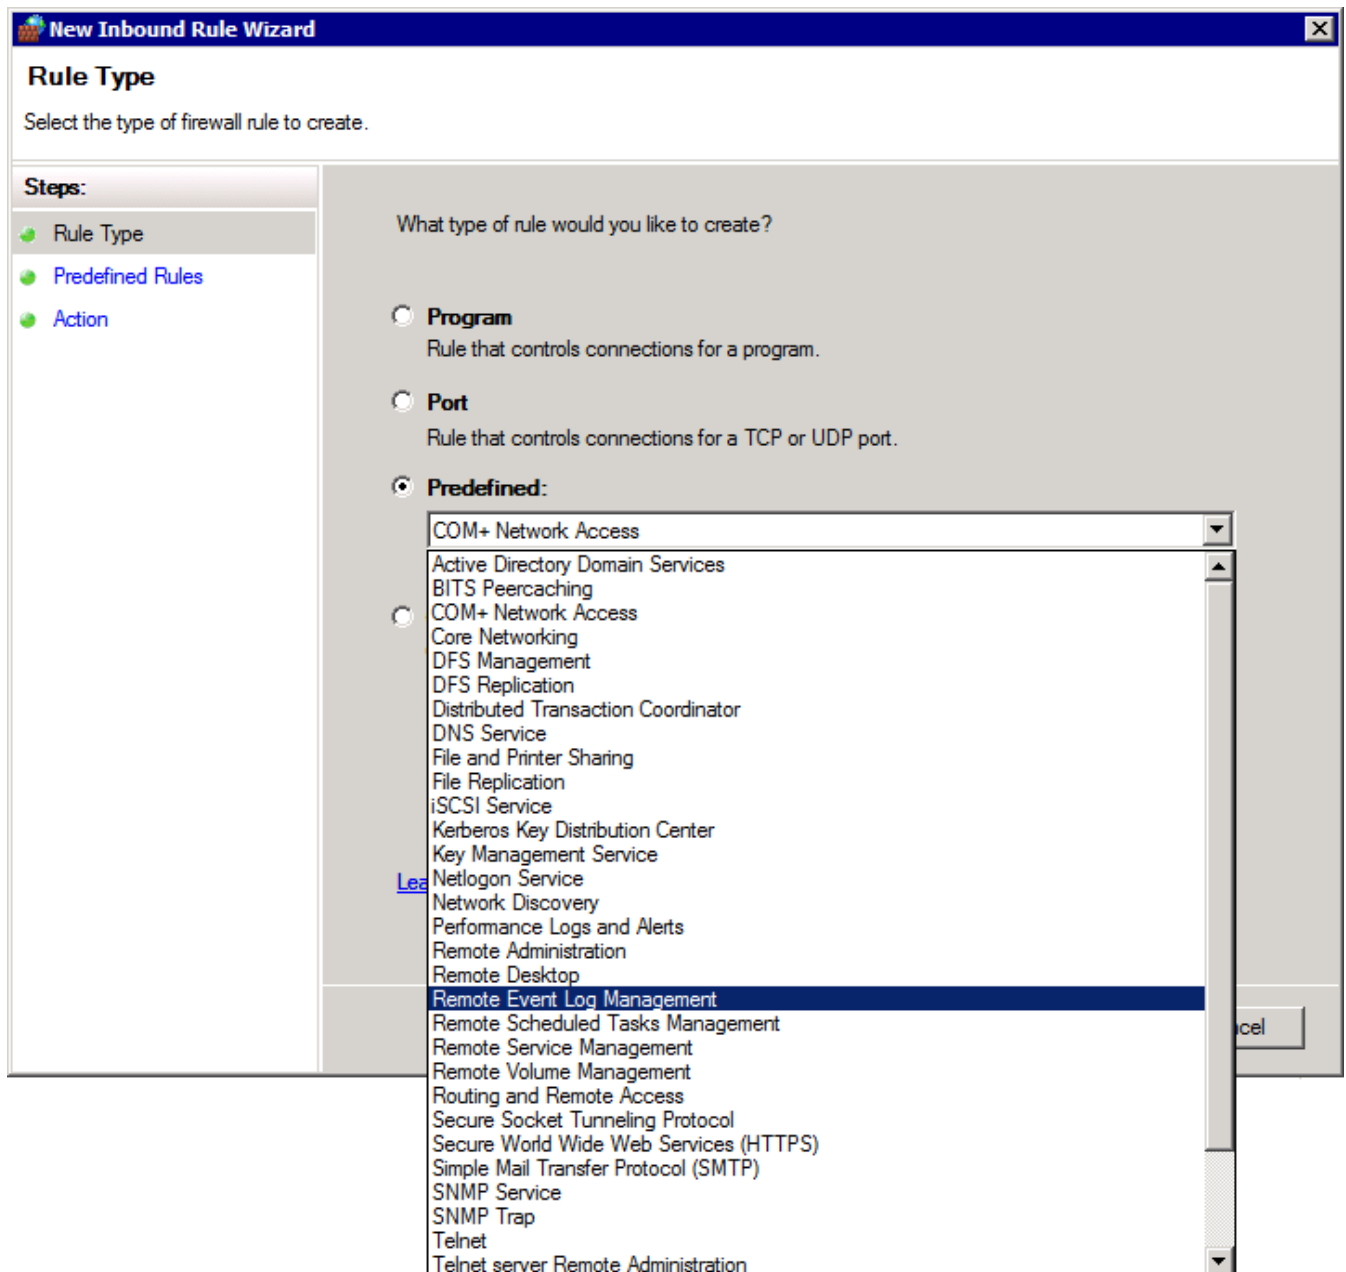 New Inbound Rule Wizard
Rule Type
Select the type of firewall rule to create.
Steps:
Rule Type
Predefined Rules
Action
What type of rule would you like to create?
Program
Rule that controls connections for a program.
Port
Rule that controls connections for a TCP or UDP port.
Predefined:
COM+ Network Access
Active Directory Domain Services
BITS Peercaching
COM+ Network Access
Core Networking
DFS Management
DFS Replication
Distributed Transaction Coordinator
DNS Service
File and Printer Sharing
File Replication
iSCSI Service
Kerberos Key Distribution Center
Key Management Service
Netlogon Service
Network Discovery
Performance Logs and Alerts
Remote Administration
Remote Desktop
Remote Event Log Management
Remote Scheduled Tasks Management
Remote Service Management
Remote Volume Management
Routing and Remote Access
Secure Socket Tunneling Protocol
Secure World Wide Web Services (HTTPS)
Simple Mail Transfer Protocol (SMTP)
SNMP Service
SNMP Trap
Telnet
Telnet server Remote Administration